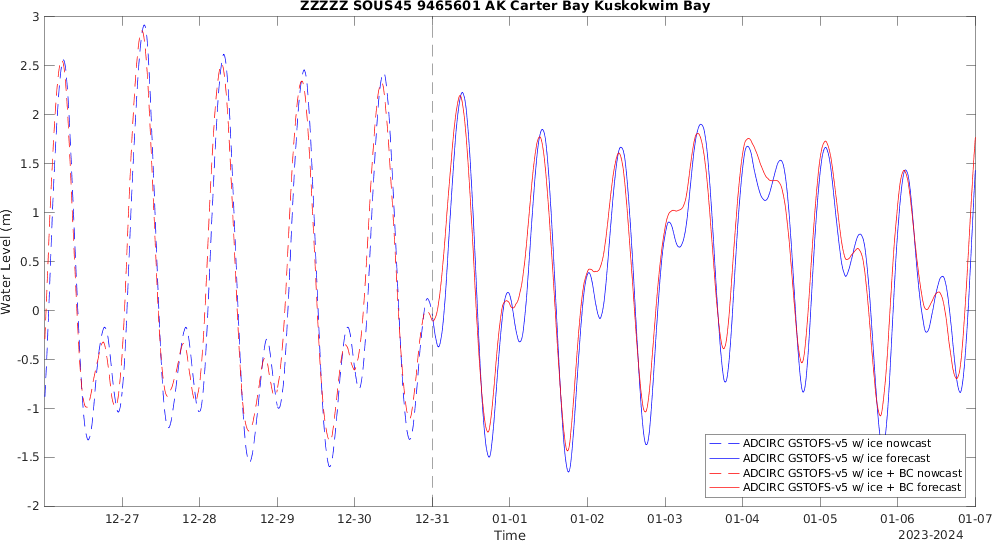 ZZZZZ SOUS45 9465601 AK Carter Bay Kuskokwim Bay
3
2.5
2
1.5
1
0.5
0
-0.5
-1
-1.5
-2
Water Level (m)
12-27 12-28 12-29 12-30 12-31 01-01 01-02 01-03 01-04 01-05 01-06 01-07
Time
2023-2024
ADCIRC GSTOFS-v5 w/ ice nowcast
ADCIRC GSTOFS-v5 w/ ice forecast
ADCIRC GSTOFS-v5 w/ ice + BC nowcast
ADCIRC GSTOFS-v5 w/ ice + BC forecast